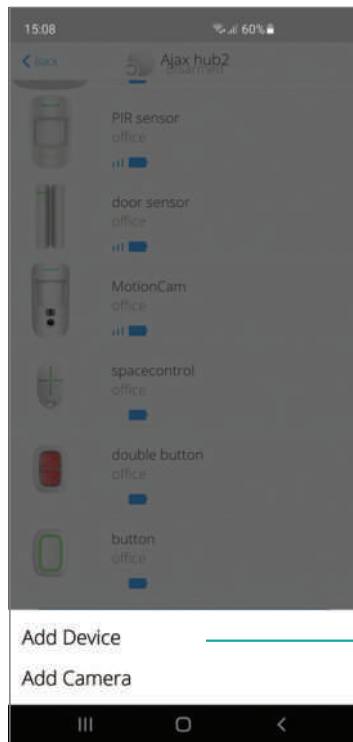 15:08 60%
Back Ajax hub2
Disarmed
PIR sensor
office
door sensor
office
MotionCam
office
spacecontrol
office
double button
office
button
office
Add Device
Add Camera